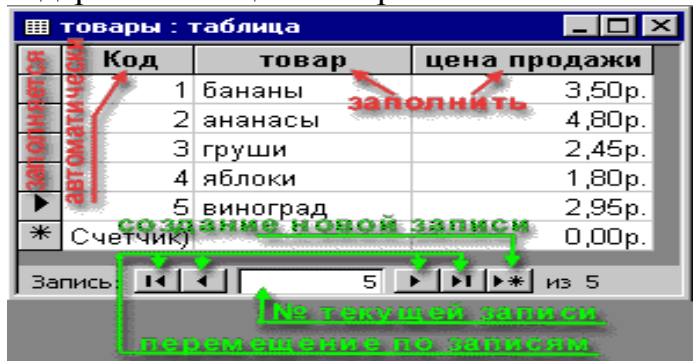 товары : таблица
Код товар цена продажи
заполняется автоматически
заполнить
1 бананы 3,50р.
2 ананасы 4,80р.
3 груши 2,45р.
4 яблоки 1,80р.
5 виноград 2,95р.
создание новой записи
Счетчик) 0,00р.
Запись: 5 из 5
№ текущей записи
перемещение по записям